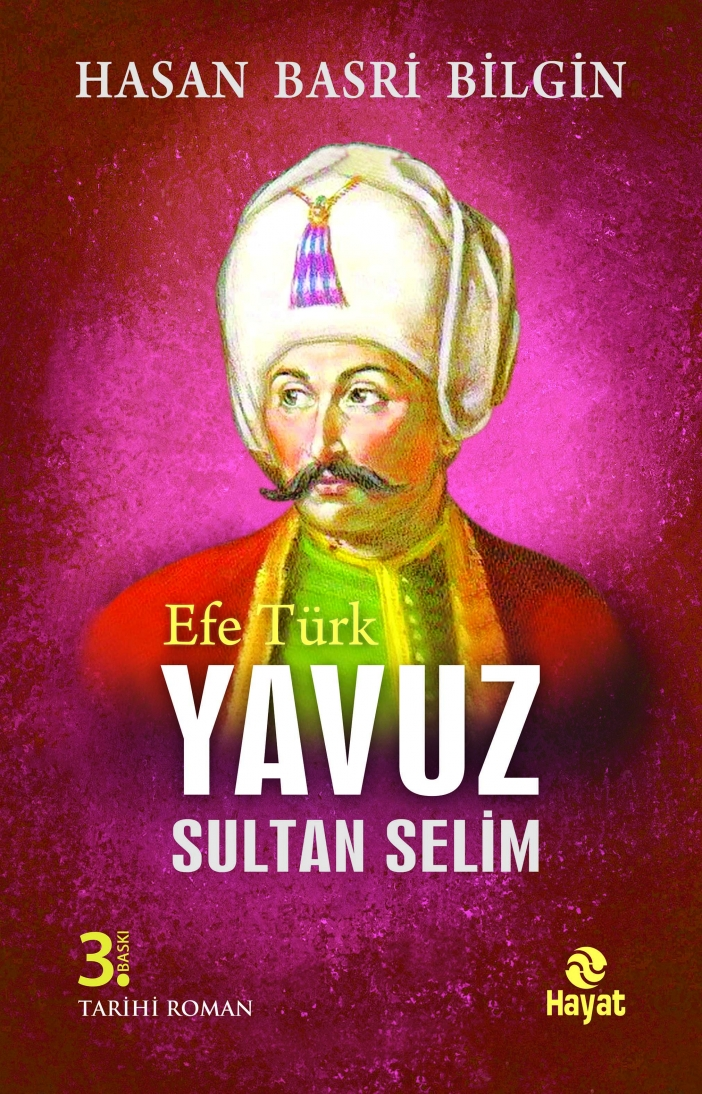 HASAN BASRİ BİLGİN
Efe Türk
YAVUZ
SULTAN SELİM
3. BASKI
TARİHİ ROMAN
Hayat